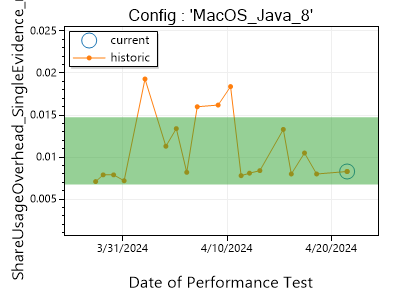 Config : 'MacOS_Java_8'
ShareUsageOverhead_SingleEvidence_
current
historic
0.025
0.02
0.015
0.01
0.005
3/31/2024
4/10/2024
4/20/2024
Date of Performance Test